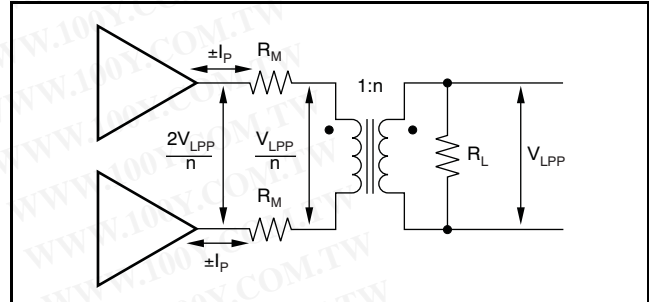 WWW.100Y.COM.TW
±I_P
R_M
1:n
2V_LPP
n
V_LPP
n
R_L
V_LPP
R_M
±I_P